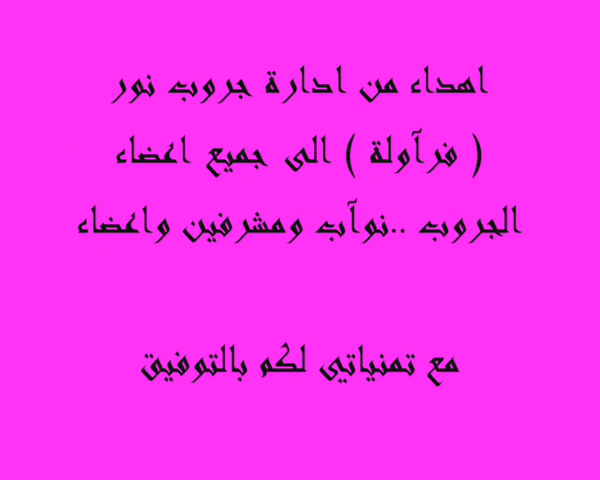 اهداء من ادارة جروب نور
( فرآولة ) الى جميع اعضاء
الجروب ..نوآب ومشرفين واعضاء
مع تمنياتي لكم بالتوفيق